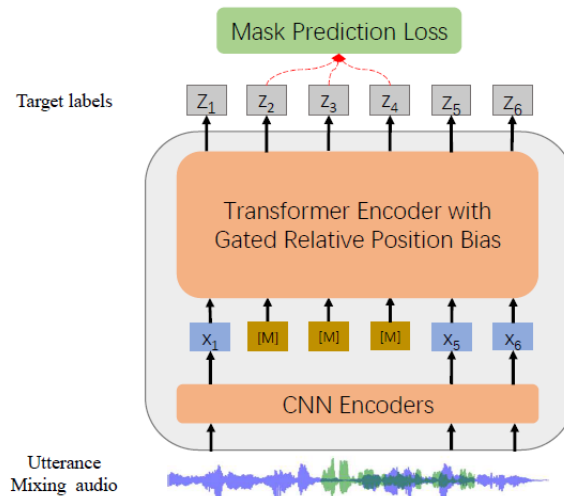 Mask Prediction Loss
Target labels
Z1 Z2 Z3 Z4 Z5 Z6
Transformer Encoder with
Gated Relative Position Bias
X1 [M] [M] [M] X5 X6
CNN Encoders
Utterance
Mixing audio